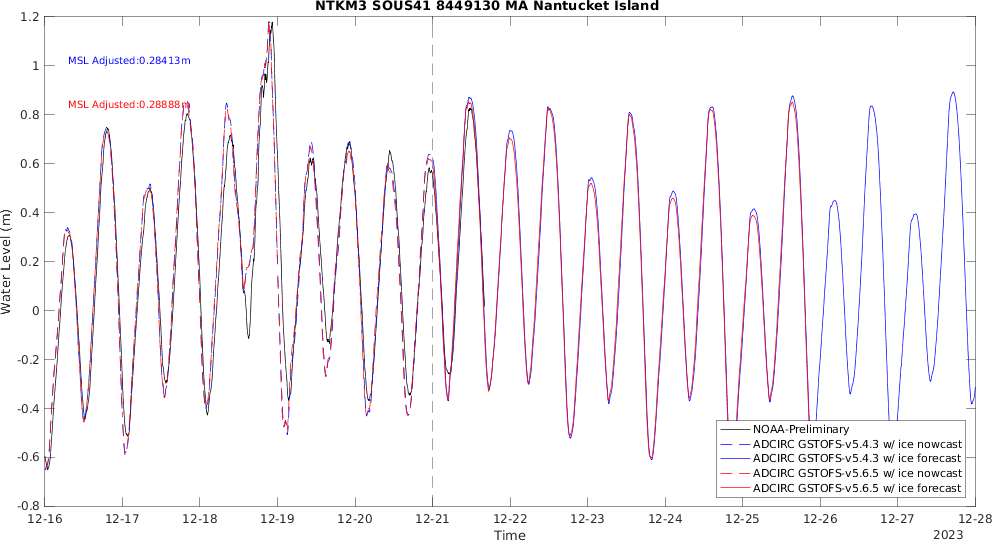 NTKM3 SOUS41 8449130 MA Nantucket Island
1.2
1
0.8
0.6
0.4
0.2
0
-0.2
-0.4
-0.6
-0.8
Water Level (m)
MSL Adjusted:0.28413m
MSL Adjusted:0.28888m
NOAA-Preliminary
ADCIRC GSTOFS-v5.4.3 w/ ice nowcast
ADCIRC GSTOFS-v5.4.3 w/ ice forecast
ADCIRC GSTOFS-v5.6.5 w/ ice nowcast
ADCIRC GSTOFS-v5.6.5 w/ ice forecast
12-16 12-17 12-18 12-19 12-20 12-21 12-22 12-23 12-24 12-25 12-26 12-27 12-28
Time
2023